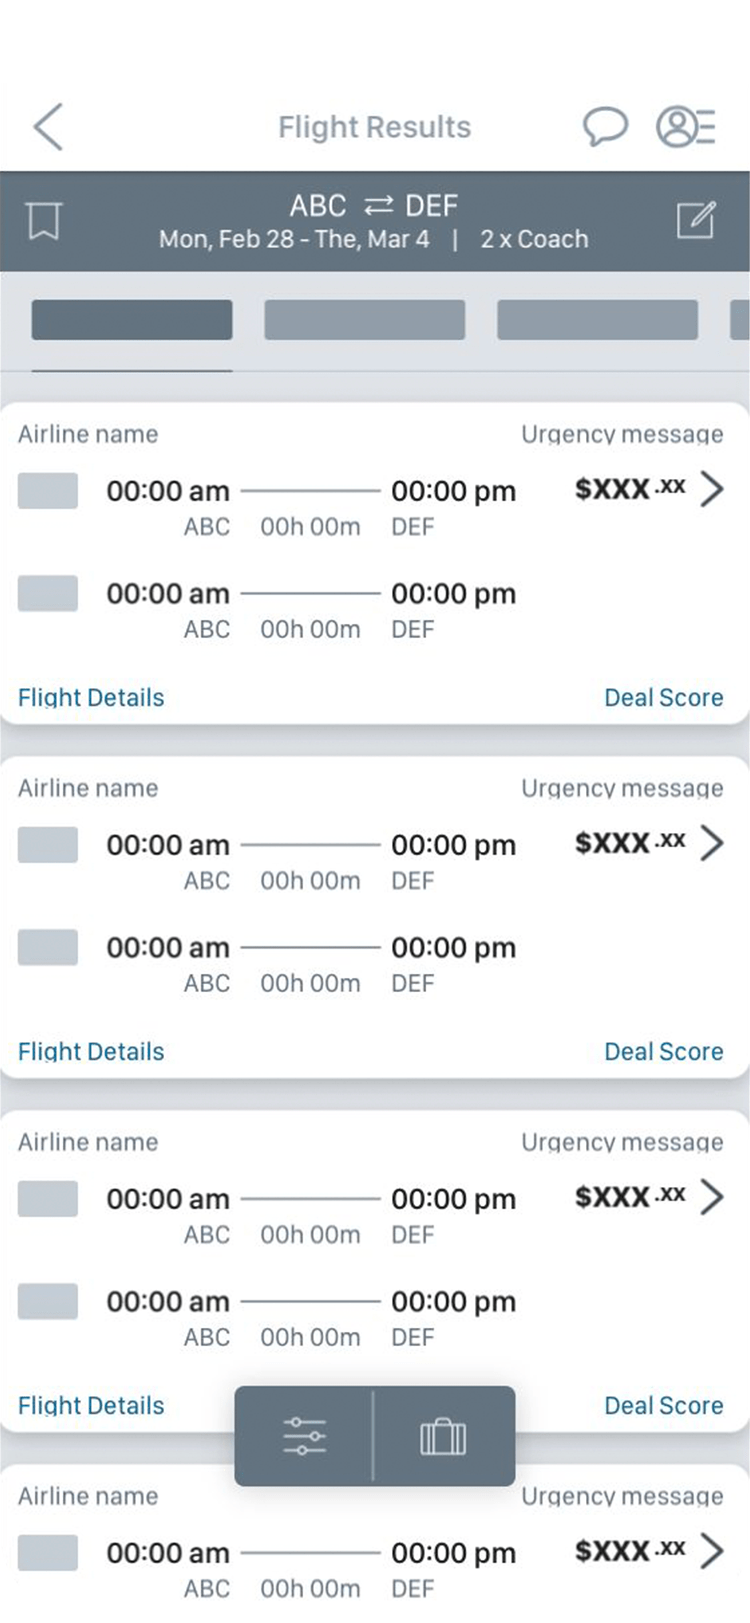 Flight Results
ABC ⇄ DEF
Mon, Feb 28 - The, Mar 4 | 2 x Coach
Airline name Urgency message
00:00 am 00:00 pm $XXX.XX
ABC 00h 00m DEF
00:00 am 00:00 pm
ABC 00h 00m DEF
Flight Details Deal Score
Airline name Urgency message
00:00 am 00:00 pm $XXX.XX
ABC 00h 00m DEF
00:00 am 00:00 pm
ABC 00h 00m DEF
Flight Details Deal Score
Airline name Urgency message
00:00 am 00:00 pm $XXX.XX
ABC 00h 00m DEF
00:00 am 00:00 pm
ABC 00h 00m DEF
Flight Details Deal Score
Airline name Urgency message
00:00 am 00:00 pm $XXX.XX
ABC 00h 00m DEF